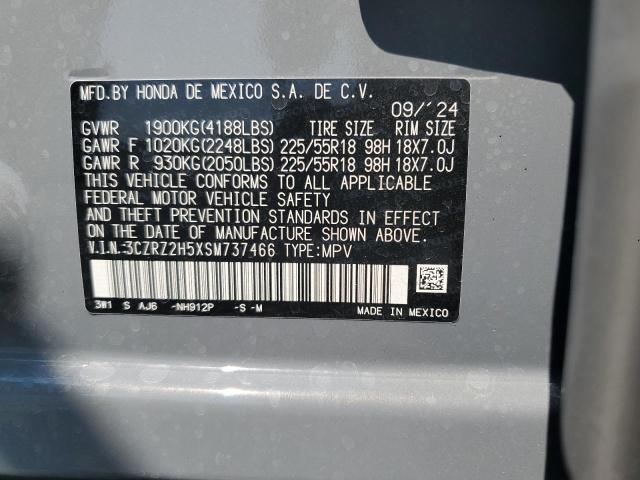 MFD.BY HONDA DE MEXICO S.A. DE C.V.
09/'24
GVWR 1900KG(4188LBS) TIRE SIZE RIM SIZE
GAWR F 1020KG(2248LBS) 225/55R18 98H 18X7.0J
GAWR R 930KG(2050LBS) 225/55R18 98H 18X7.0J
THIS VEHICLE CONFORMS TO ALL APPLICABLE
FEDERAL MOTOR VEHICLE SAFETY
AND THEFT PREVENTION STANDARDS IN EFFECT
ON THE DATE OF MANUFACTURE SHOWN ABOVE.
V.I.N.:3CZRZ2H5XSM737466 TYPE:MPV
3W1 S AJ6 -NH912P -S -M
MADE IN MEXICO